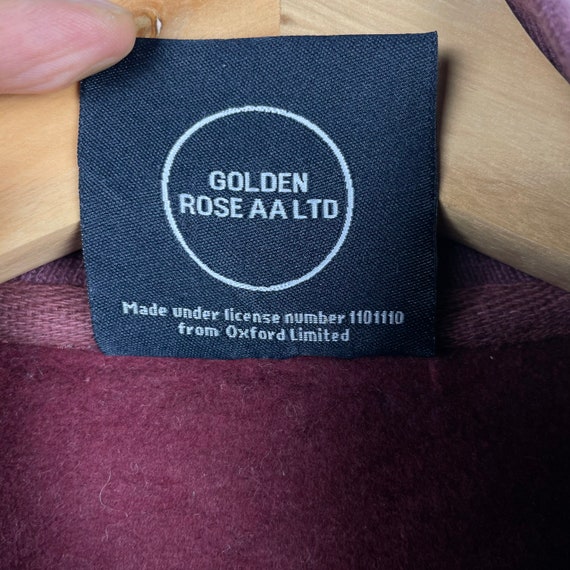 GOLDEN
ROSE AA LTD
Made under license number 1101110
from Oxford Limited